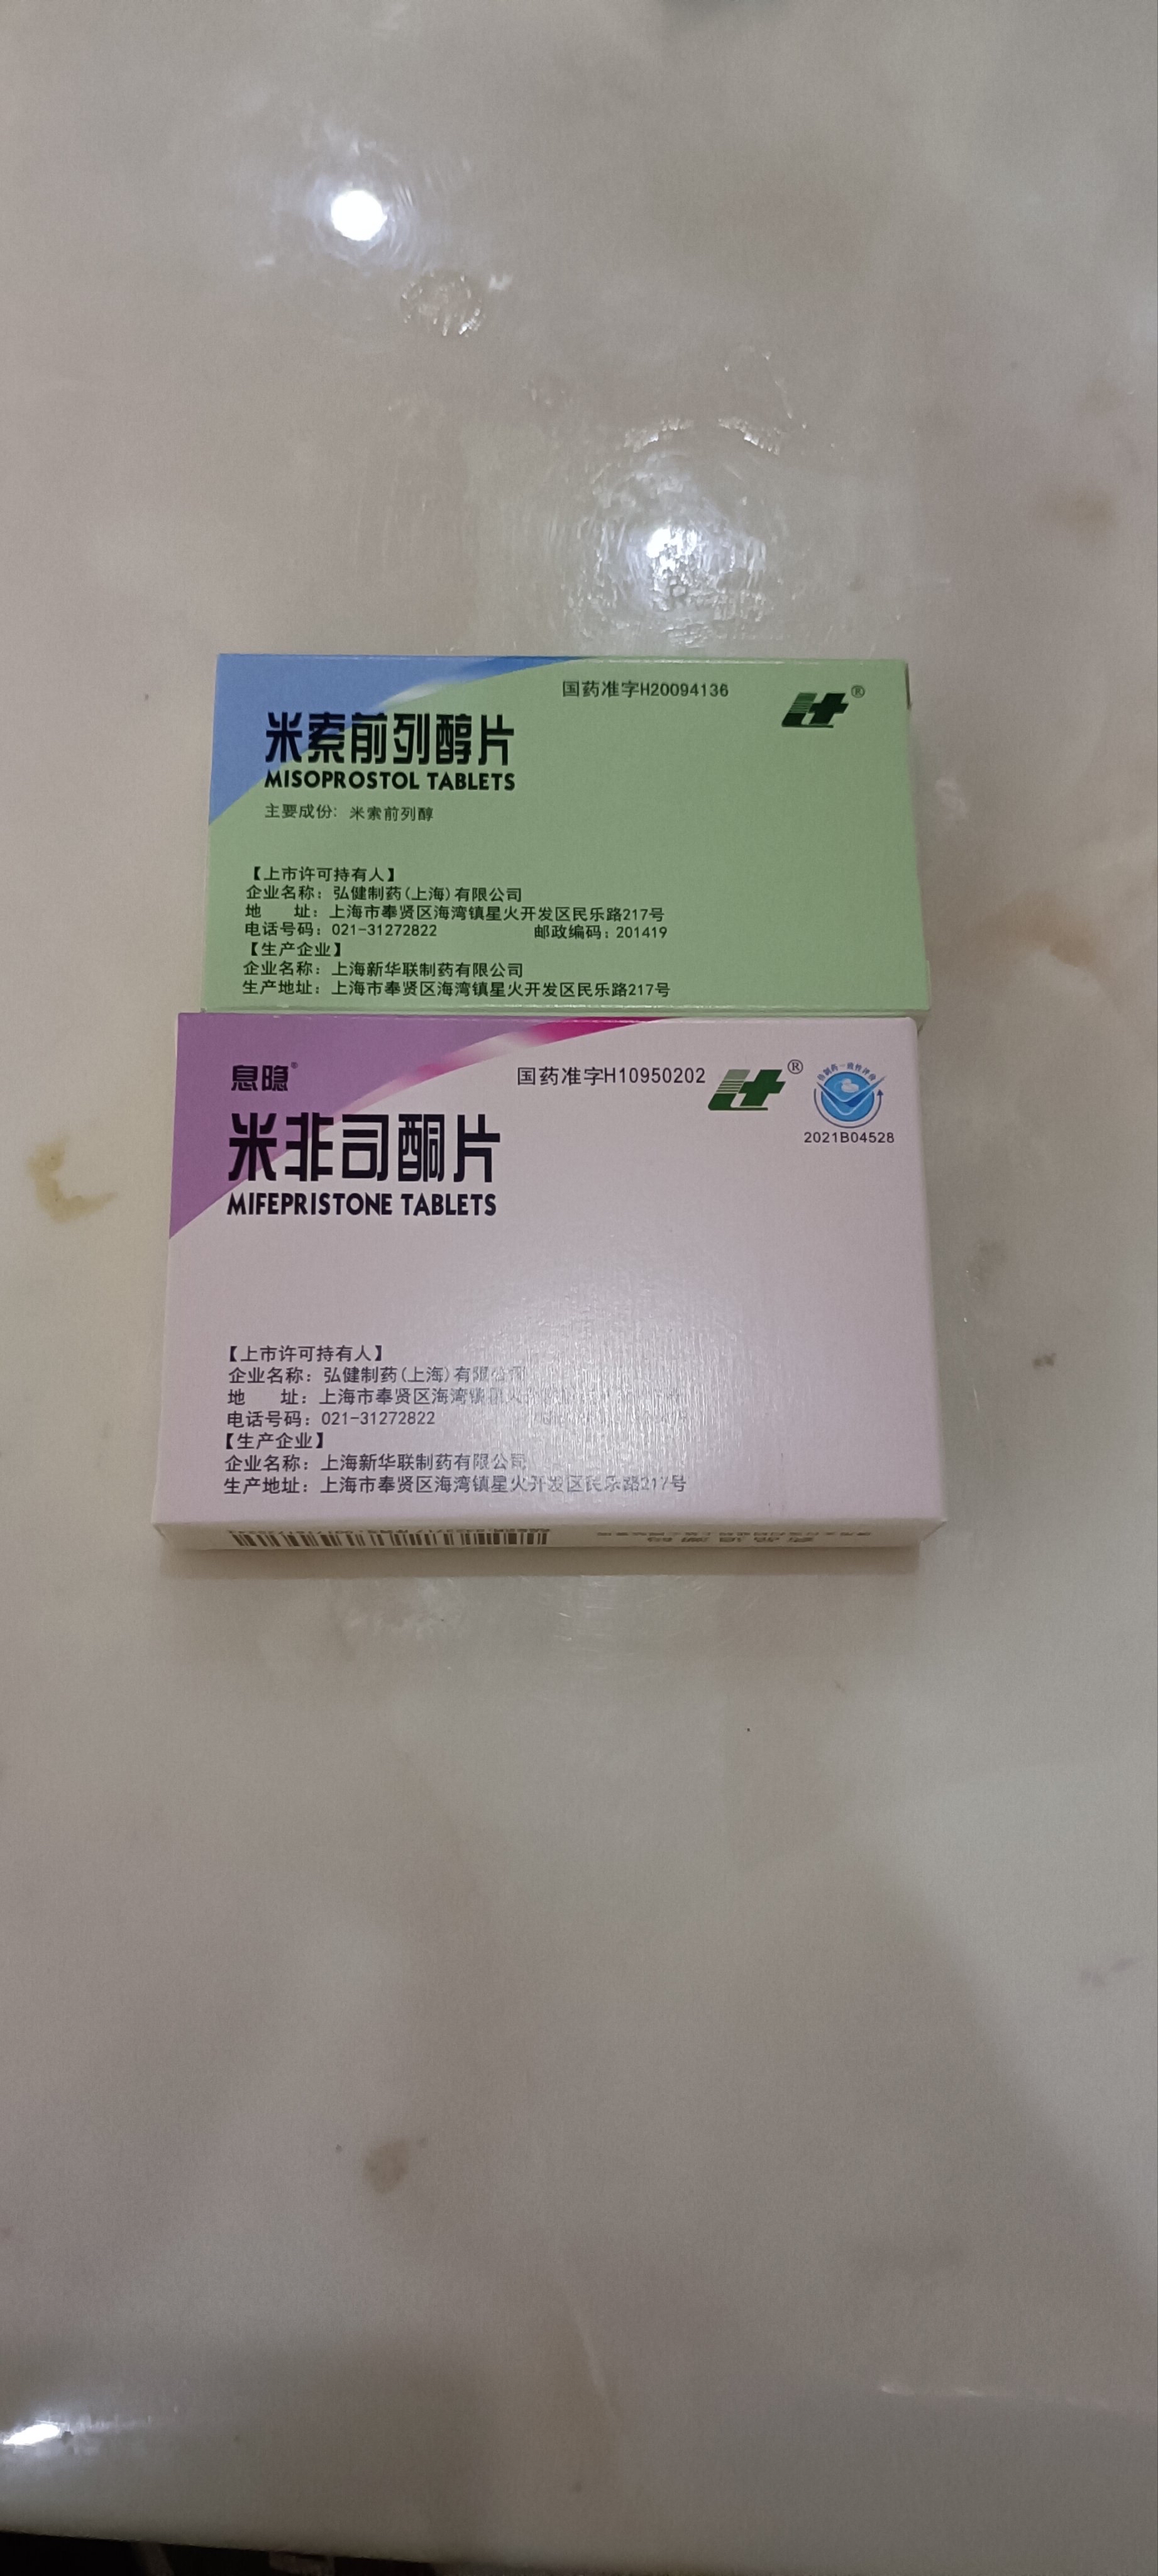 国药准字H20094136
米索前列醇片
MISOPROSTOL TABLETS
主要成份：米索前列醇
【上市许可持有人】
企业名称：弘健制药(上海)有限公司
地 址：上海市奉贤区海湾镇星火开发区民乐路217号
电话号码：021-31272822 邮政编码：201419
【生产企业】
企业名称：上海新华联制药有限公司
生产地址：上海市奉贤区海湾镇星火开发区民乐路217号
息隐®
国药准字H10950202
2021B04528
米非司酮片
MIFEPRISTONE TABLETS
【上市许可持有人】
企业名称：弘健制药(上海)有限公司
地 址：上海市奉贤区海湾镇
电话号码：021-31272822
【生产企业】
企业名称：上海新华联制药有限公司
生产地址：上海市奉贤区海湾镇星火开发区民乐路217号